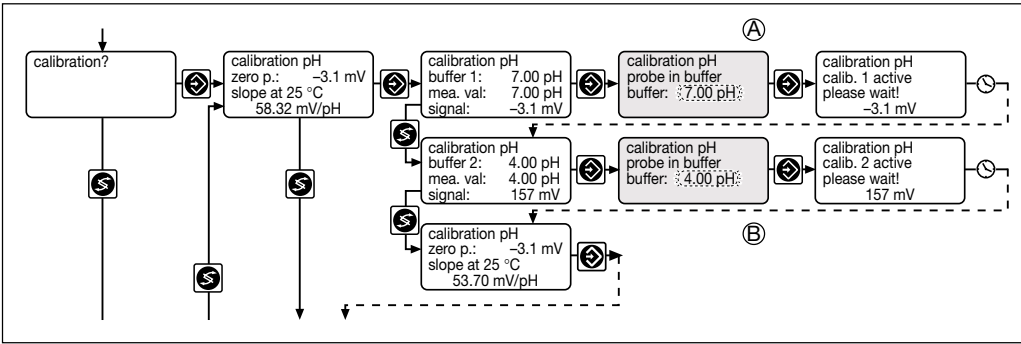 Ⓐ
calibration?
calibration pH
zero p.: –3.1 mV
slope at 25 °C
58.32 mV/pH
calibration pH
buffer 1: 7.00 pH
mea. val: 7.00 pH
signal: –3.1 mV
calibration pH
probe in buffer
buffer: 7.00 pH
calibration pH
calib. 1 active
please wait!
–3.1 mV
calibration pH
buffer 2: 4.00 pH
mea. val: 4.00 pH
signal: 157 mV
calibration pH
probe in buffer
buffer: 4.00 pH
calibration pH
calib. 2 active
please wait!
157 mV
Ⓑ
calibration pH
zero p.: –3.1 mV
slope at 25 °C
53.70 mV/pH